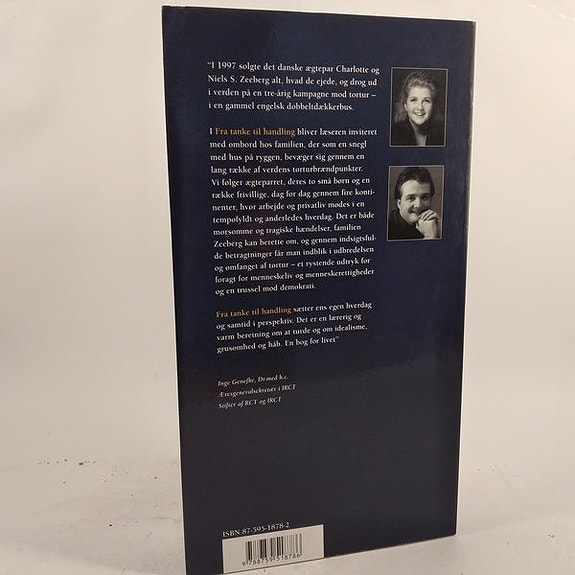 "I 1997 solgte det danske ægtepar Charlotte og
Niels S. Zeeberg alt, hvad de ejede, og drog ud
i verden på en tre-årig kampagne mod tortur –
i en gammel engelsk dobbeltdækkerbus.
I Fra tanke til handling bliver læseren inviteret
med ombord hos familien, der som en snegl
med hus på ryggen, bevæger sig gennem en
lang række af verdens torturbrændpunkter.
Vi følger ægteparret, deres to små børn og en
række frivillige, dag for dag gennem fire konti-
nenter, hvor arbejde og privatliv mødes i en
tempofyldt og anderledes hverdag. Det er både
morsomme og tragiske hændelser, familien
Zeeberg kan berette om, og gennem indsigtsful-
de betragtninger får man indblik i udbredelsen
og omfanget af tortur – et rystende udtryk for
foragt for menneskeliv og menneskerettigheder
og en trussel mod demokrati.
Fra tanke til handling sætter ens egen hverdag
og samtid i perspektiv. Det er en lærerig og
varm beretning om at turde og om idealisme,
grusomhed og håb. En bog for livet"
Inge Genefke, Dr.med h.c.
Æresgeneralsekretær i IRCT
Stifter af RCT og IRCT
ISBN 87-595-1878-2
9 788759 518786